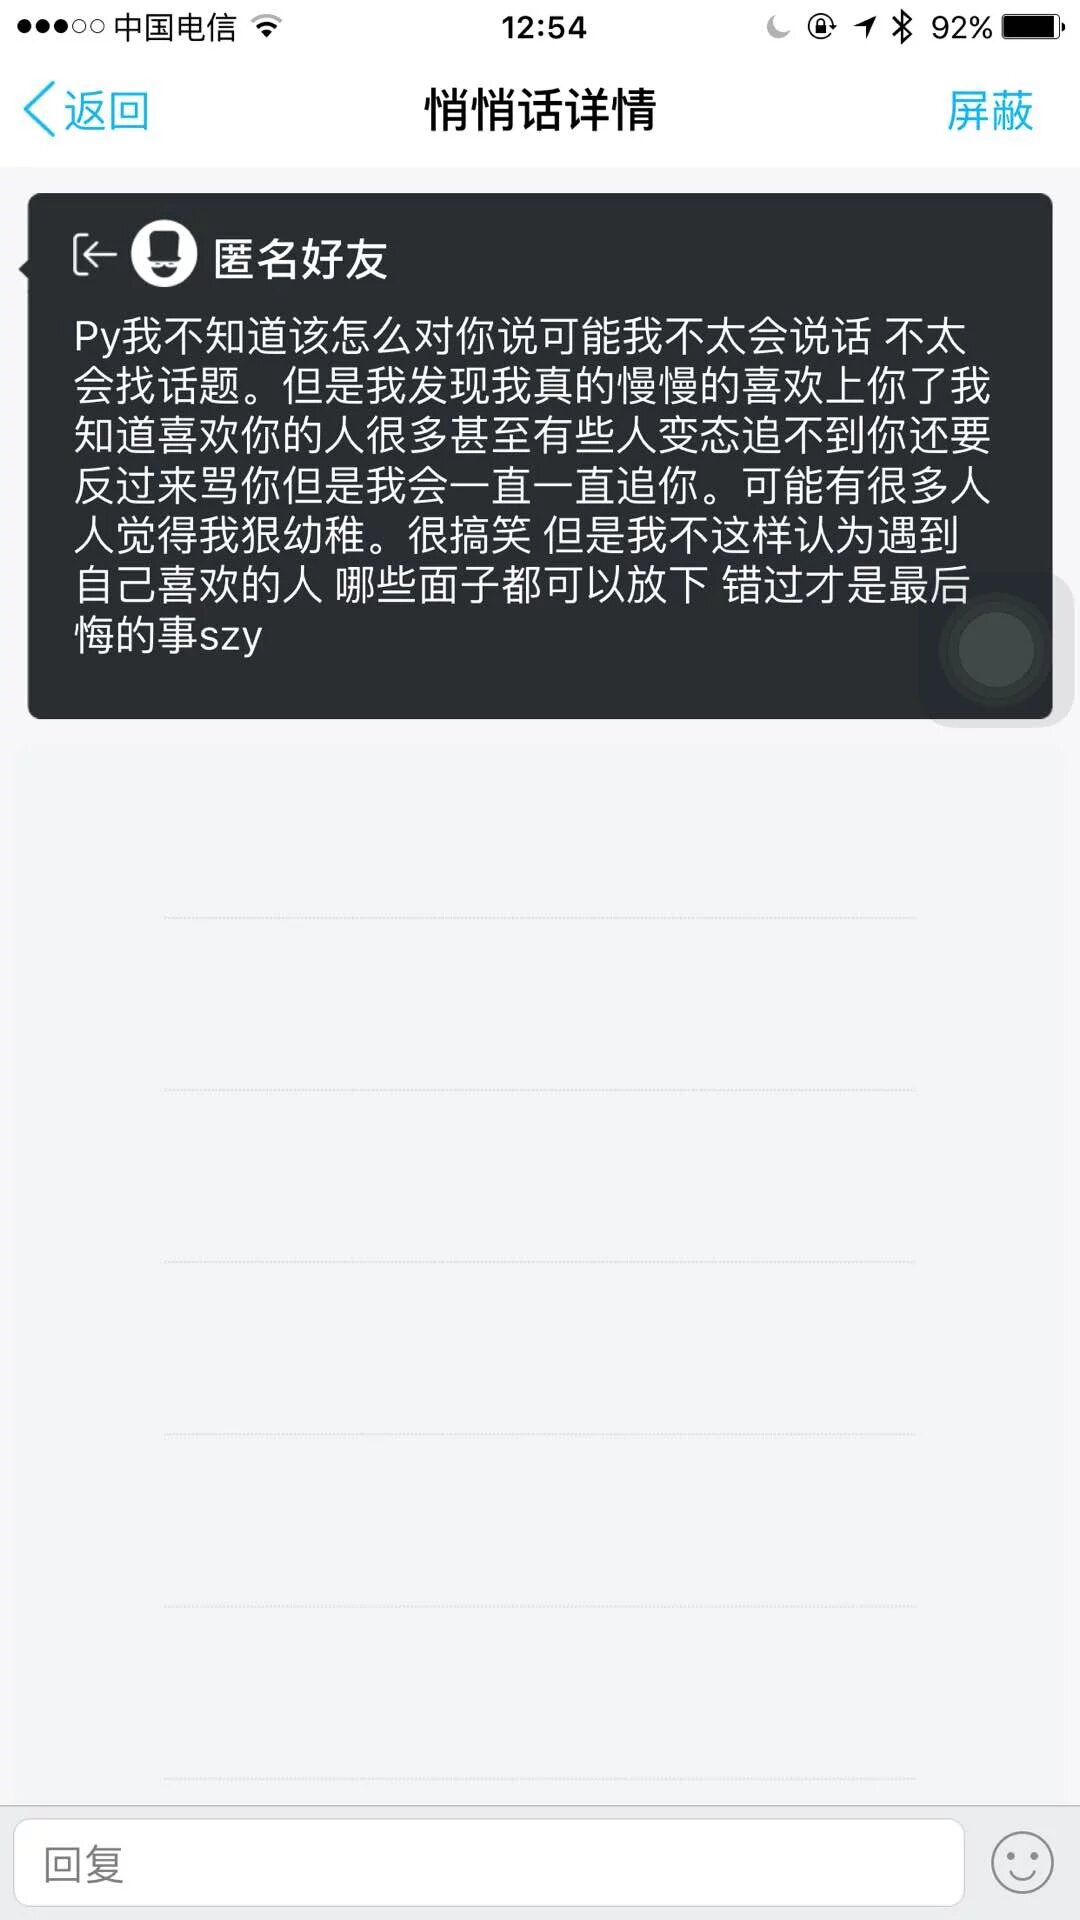 中国电信
12:54
92%
返回
悄悄话详情
屏蔽
匿名好友
Py我不知道该怎么对你说可能我不太会说话 不太
会找话题。但是我发现我真的慢慢的喜欢上你了我
知道喜欢你的人很多甚至有些人变态追不到你还要
反过来骂你但是我会一直一直追你。可能有很多人
人觉得我狠幼稚。很搞笑 但是我不这样认为遇到
自己喜欢的人 哪些面子都可以放下 错过才是最后
悔的事szy
回复